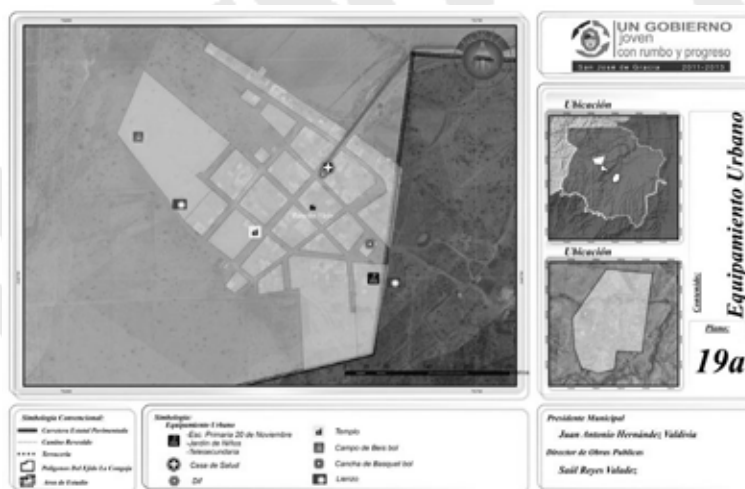 UN GOBIERNO
joven
con rumbo y progreso
San José de Gracia 2011-2013
Ubicación
Ubicación
Contenido:
Equipamiento Urbano
Plano:
19a
Simbología Convencional:
Carretera Estatal Pavimentada
Camino Revestido
Terracería
Polígonos Del Ejido La Congoja
Área de Estudio
Simbología:
Equipamiento Urbano
-Esc. Primaria 20 de Noviembre
-Jardín de Niños
-Telesecundaria
Casa de Salud
Dif
Templo
Campo de Beis bol
Cancha de Basquet bol
Lienzo
Presidente Municipal
Juan Antonio Hernández Valdivia
Director de Obras Publicas
Saúl Reyes Valadez